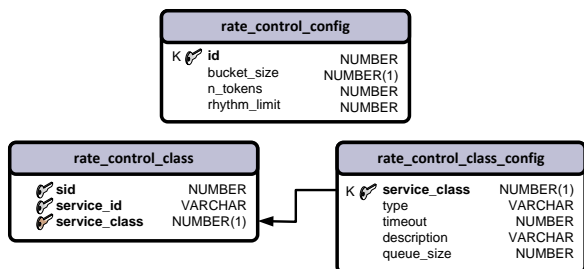 rate_control_config
K id NUMBER
bucket_size NUMBER(1)
n_tokens NUMBER
rhythm_limit NUMBER
rate_control_class
sid NUMBER
service_id VARCHAR
service_class NUMBER(1)
rate_control_class_config
K service_class NUMBER(1)
type VARCHAR
timeout NUMBER
description VARCHAR
queue_size NUMBER